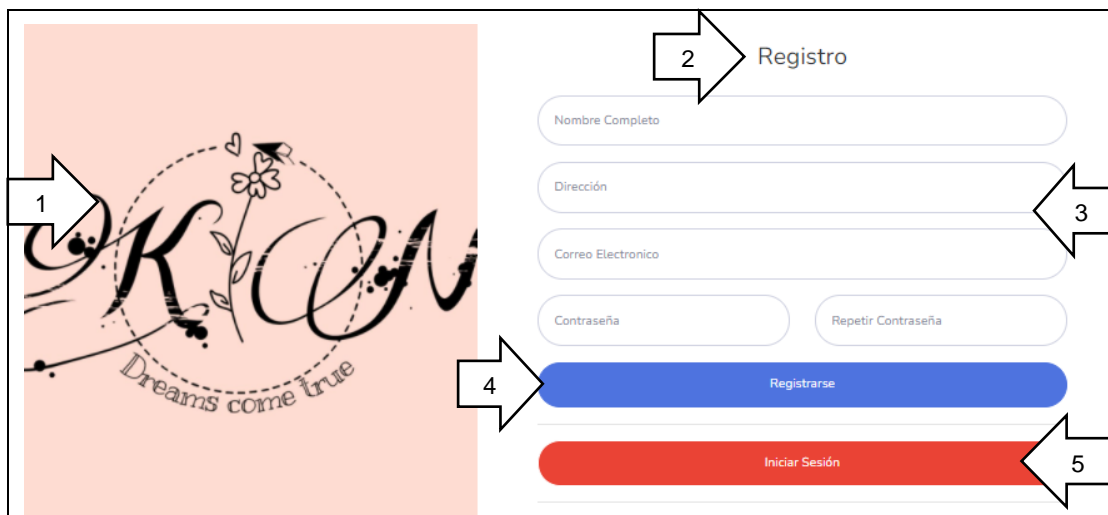 2
Registro
Nombre Completo
1
Dirección
3
Correo Electronico
Contraseña
Repetir Contraseña
Dreams come true
4
Registrarse
Iniciar Sesión
5